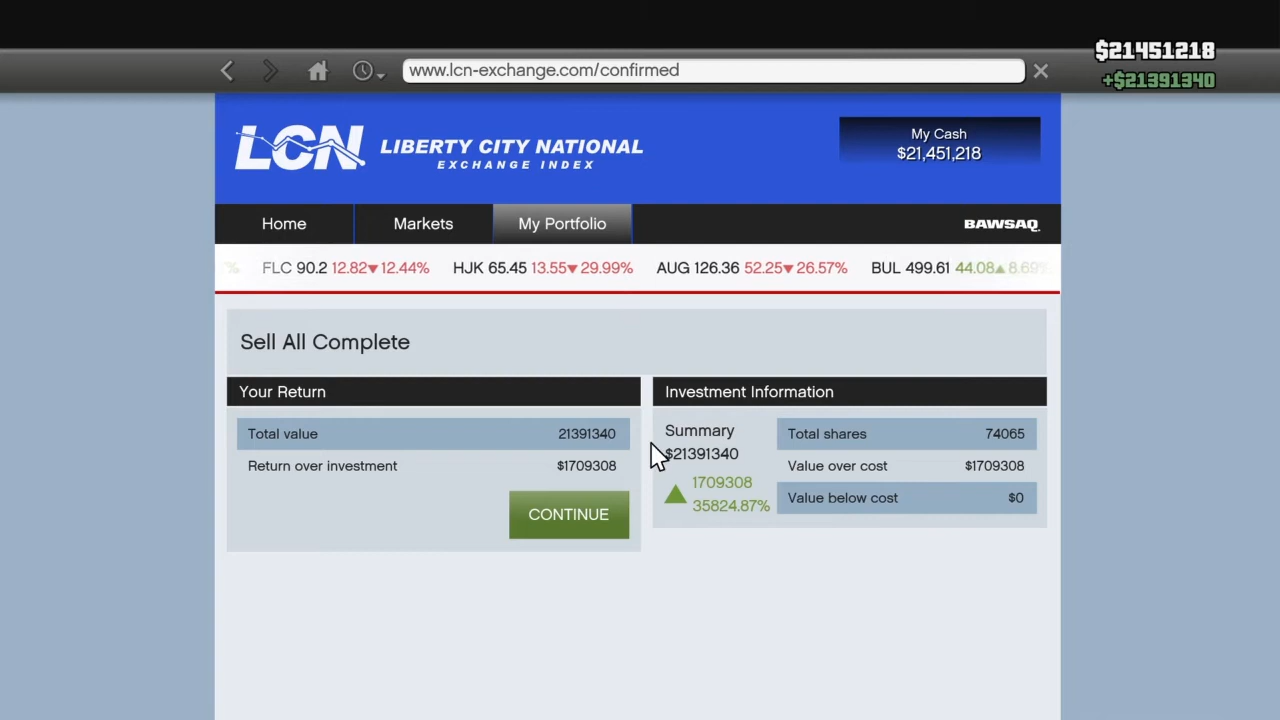 $21451218
www.lcn-exchange.com/confirmed
+$21391340
LCN LIBERTY CITY NATIONAL
EXCHANGE INDEX
My Cash
$21,451,218
Home Markets My Portfolio BAWSAQ
% FLC 90.2 12.82▼12.44% HJK 65.45 13.55▼29.99% AUG 126.36 52.25▼26.57% BUL 499.61 44.08▲8.69%
Sell All Complete
Your Return
Total value 21391340
Return over investment $1709308
CONTINUE
Investment Information
Summary
$21391340
▲ 1709308
35824.87%
Total shares 74065
Value over cost $1709308
Value below cost $0